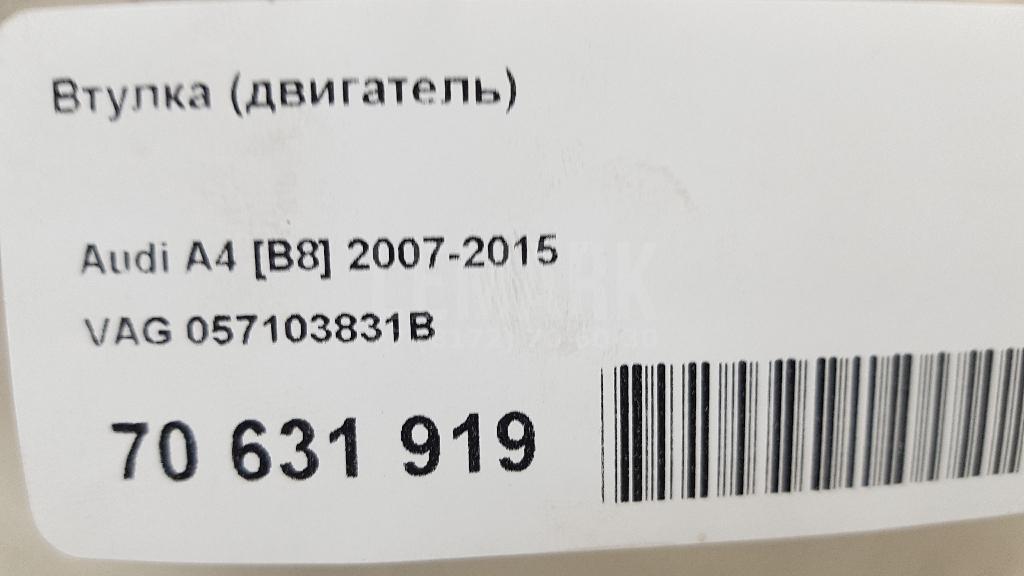 Втулка (двигатель)
Audi A4 [B8] 2007-2015
VAG 057103831B
70 631 919